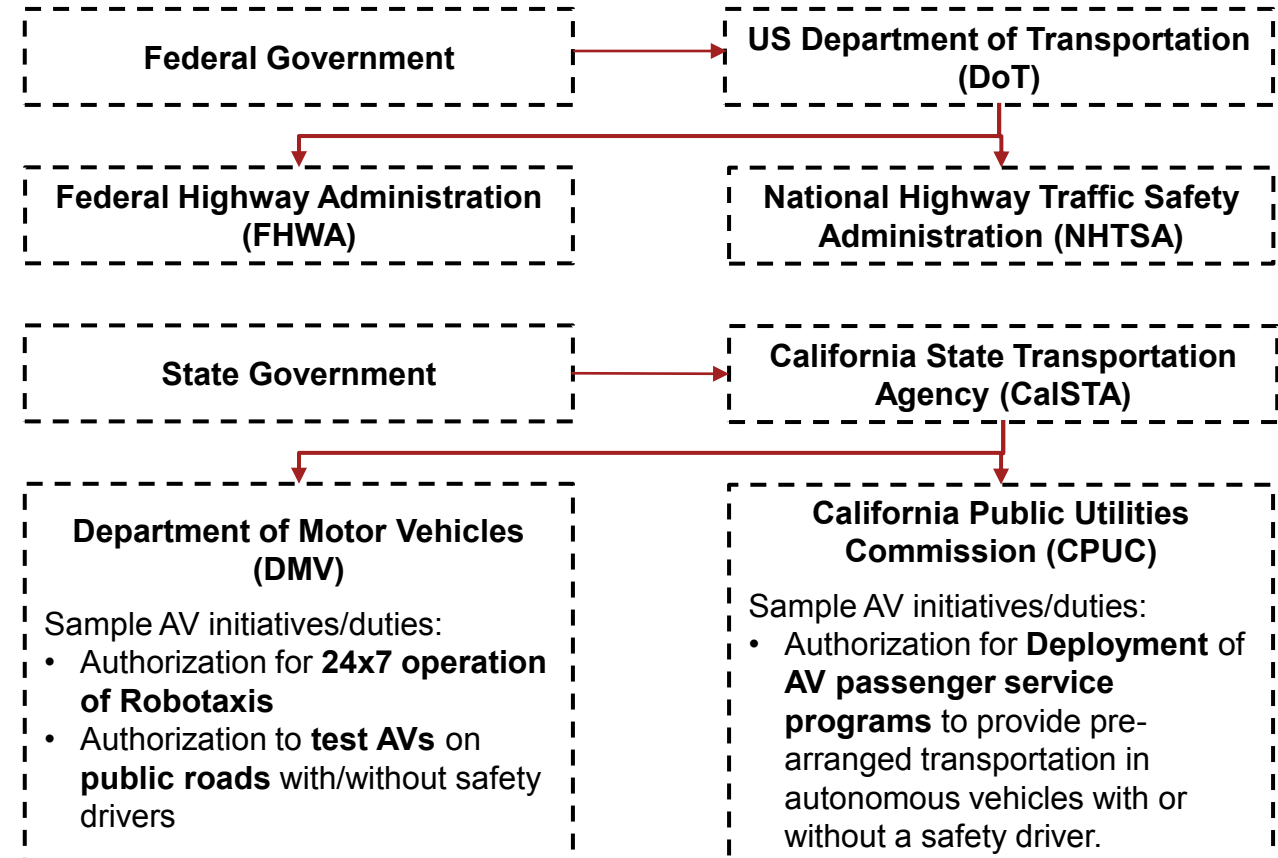 Federal Government
US Department of Transportation
(DoT)
Federal Highway Administration
(FHWA)
National Highway Traffic Safety
Administration (NHTSA)
State Government
California State Transportation
Agency (CalSTA)
Department of Motor Vehicles
(DMV)
Sample AV initiatives/duties:
• Authorization for 24x7 operation
of Robotaxis
• Authorization to test AVs on
public roads with/without safety
drivers
California Public Utilities
Commission (CPUC)
Sample AV initiatives/duties:
• Authorization for Deployment of
AV passenger service
programs to provide pre-
arranged transportation in
autonomous vehicles with or
without a safety driver.